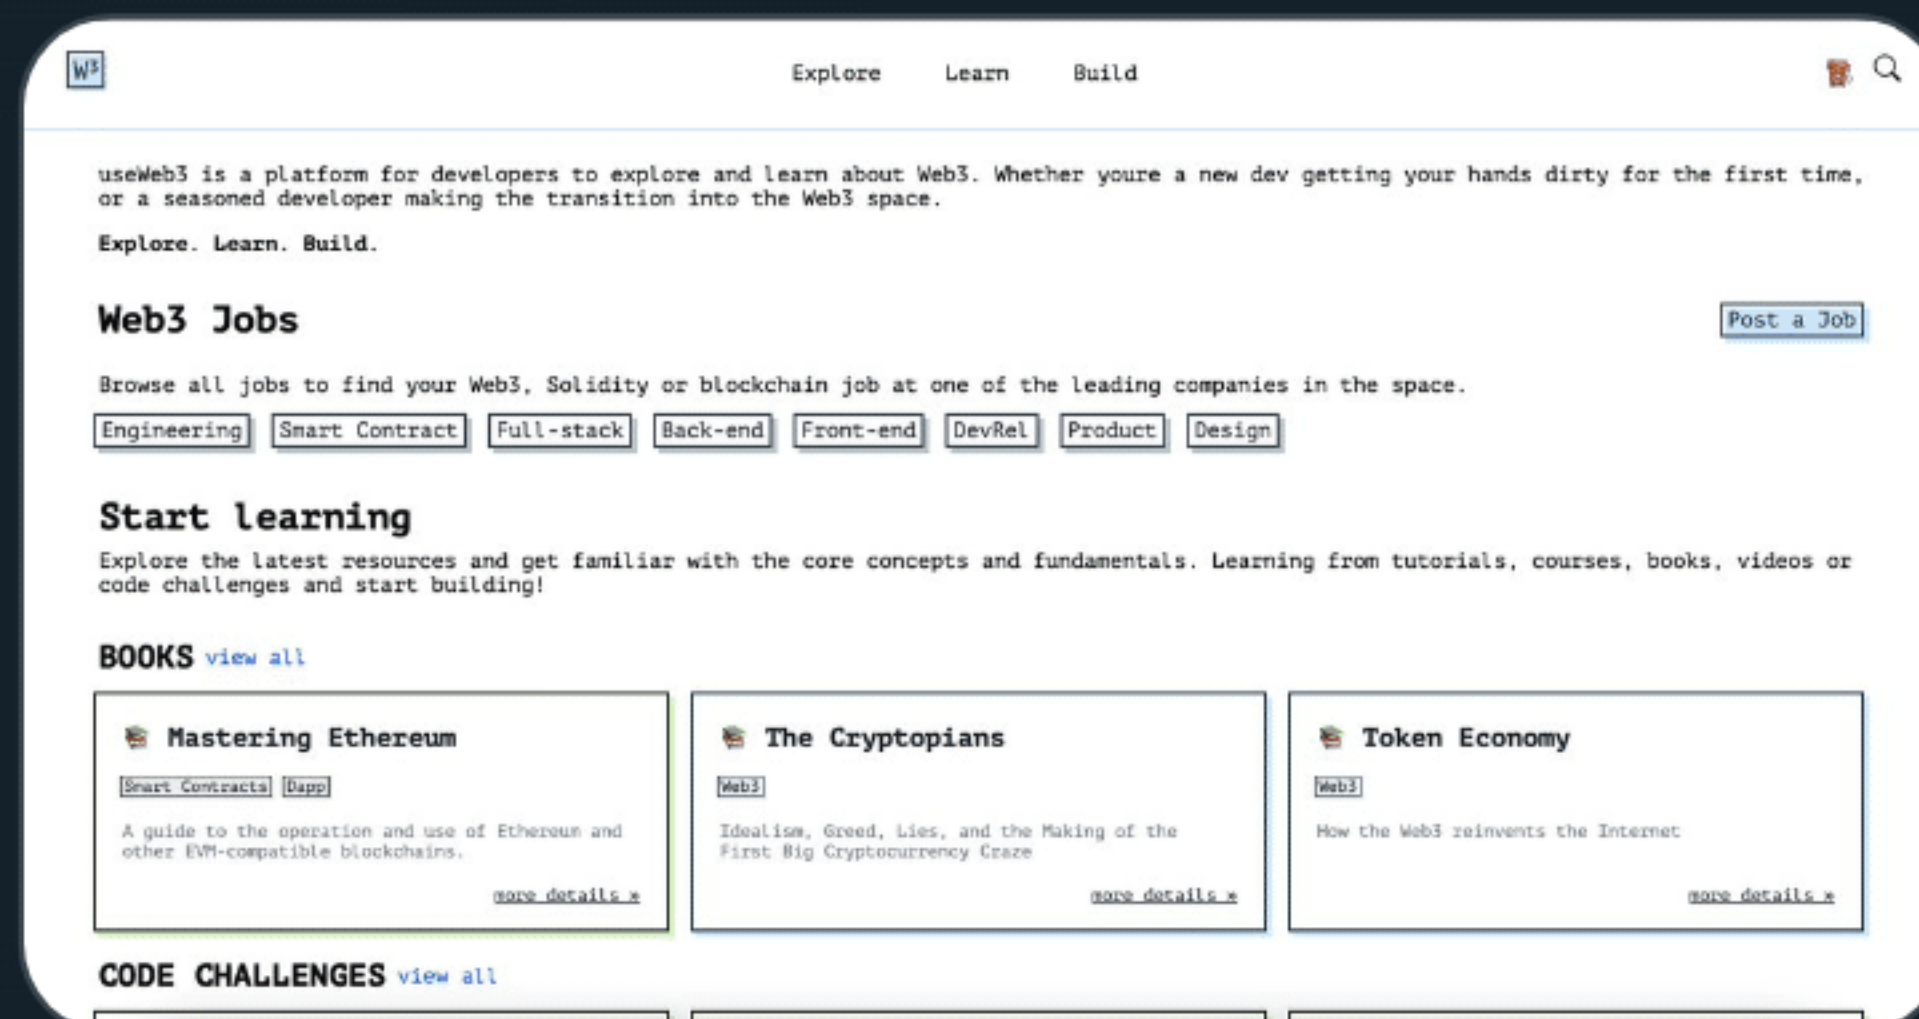 W³
Explore Learn Build
useWeb3 is a platform for developers to explore and learn about Web3. Whether youre a new dev getting your hands dirty for the first time,
or a seasoned developer making the transition into the Web3 space.
Explore. Learn. Build.
Web3 Jobs
Post a Job
Browse all jobs to find your Web3, Solidity or blockchain job at one of the leading companies in the space.
Engineering Smart Contract Full-stack Back-end Front-end DevRel Product Design
Start learning
Explore the latest resources and get familiar with the core concepts and fundamentals. Learning from tutorials, courses, books, videos or
code challenges and start building!
BOOKS view all
Mastering Ethereum
Smart Contracts Dapp
A guide to the operation and use of Ethereum and
other EVM-compatible blockchains.
more details »
The Cryptopians
Web3
Idealism, Greed, Lies, and the Making of the
First Big Cryptocurrency Craze
more details »
Token Economy
Web3
How the Web3 reinvents the Internet
more details »
CODE CHALLENGES view all